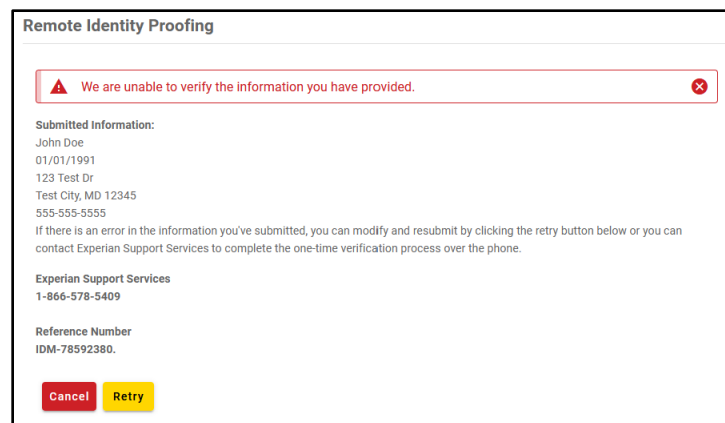 Remote Identity Proofing
We are unable to verify the information you have provided.
Submitted Information:
John Doe
01/01/1991
123 Test Dr
Test City, MD 12345
555-555-5555
If there is an error in the information you've submitted, you can modify and resubmit by clicking the retry button below or you can
contact Experian Support Services to complete the one-time verification process over the phone.
Experian Support Services
1-866-578-5409
Reference Number
IDM-78592380.
Cancel Retry